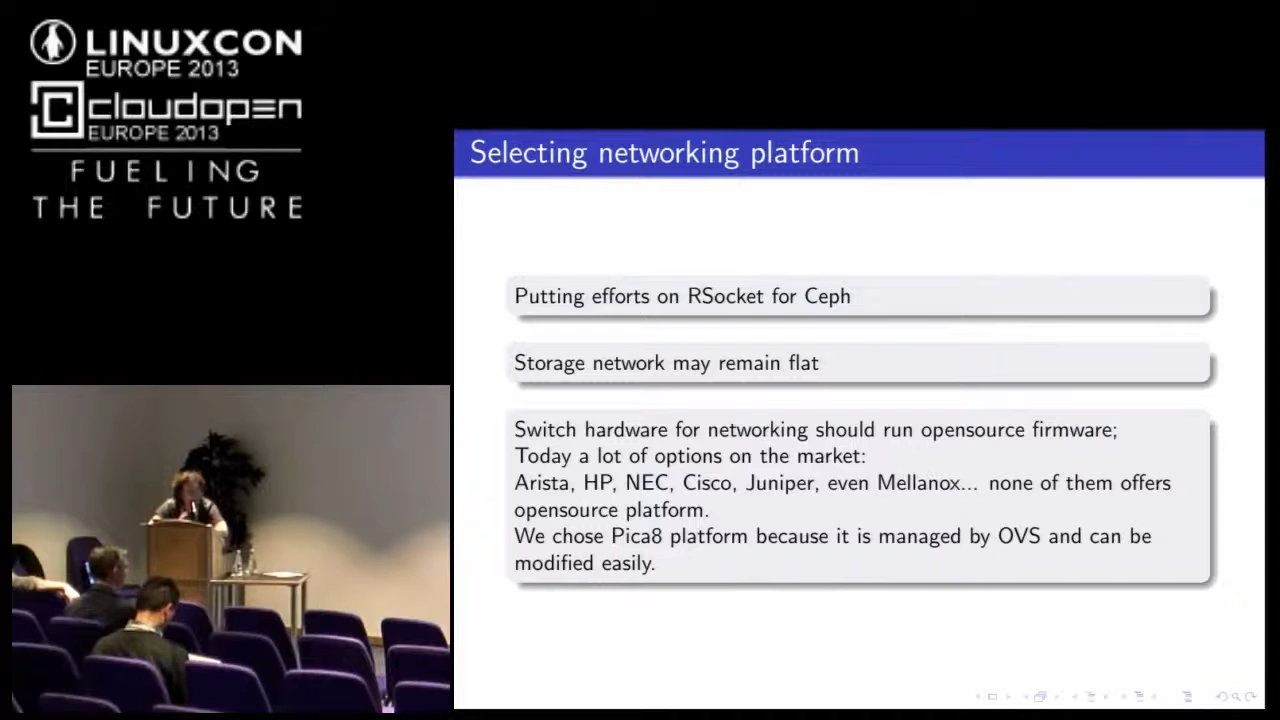 LINUXCON
EUROPE 2013
cloudopen
EUROPE 2013
FUELING
THE FUTURE
Selecting networking platform
Putting efforts on RSocket for Ceph
Storage network may remain flat
Switch hardware for networking should run opensource firmware;
Today a lot of options on the market:
Arista, HP, NEC, Cisco, Juniper, even Mellanox... none of them offers
opensource platform.
We chose Pica8 platform because it is managed by OVS and can be
modified easily.